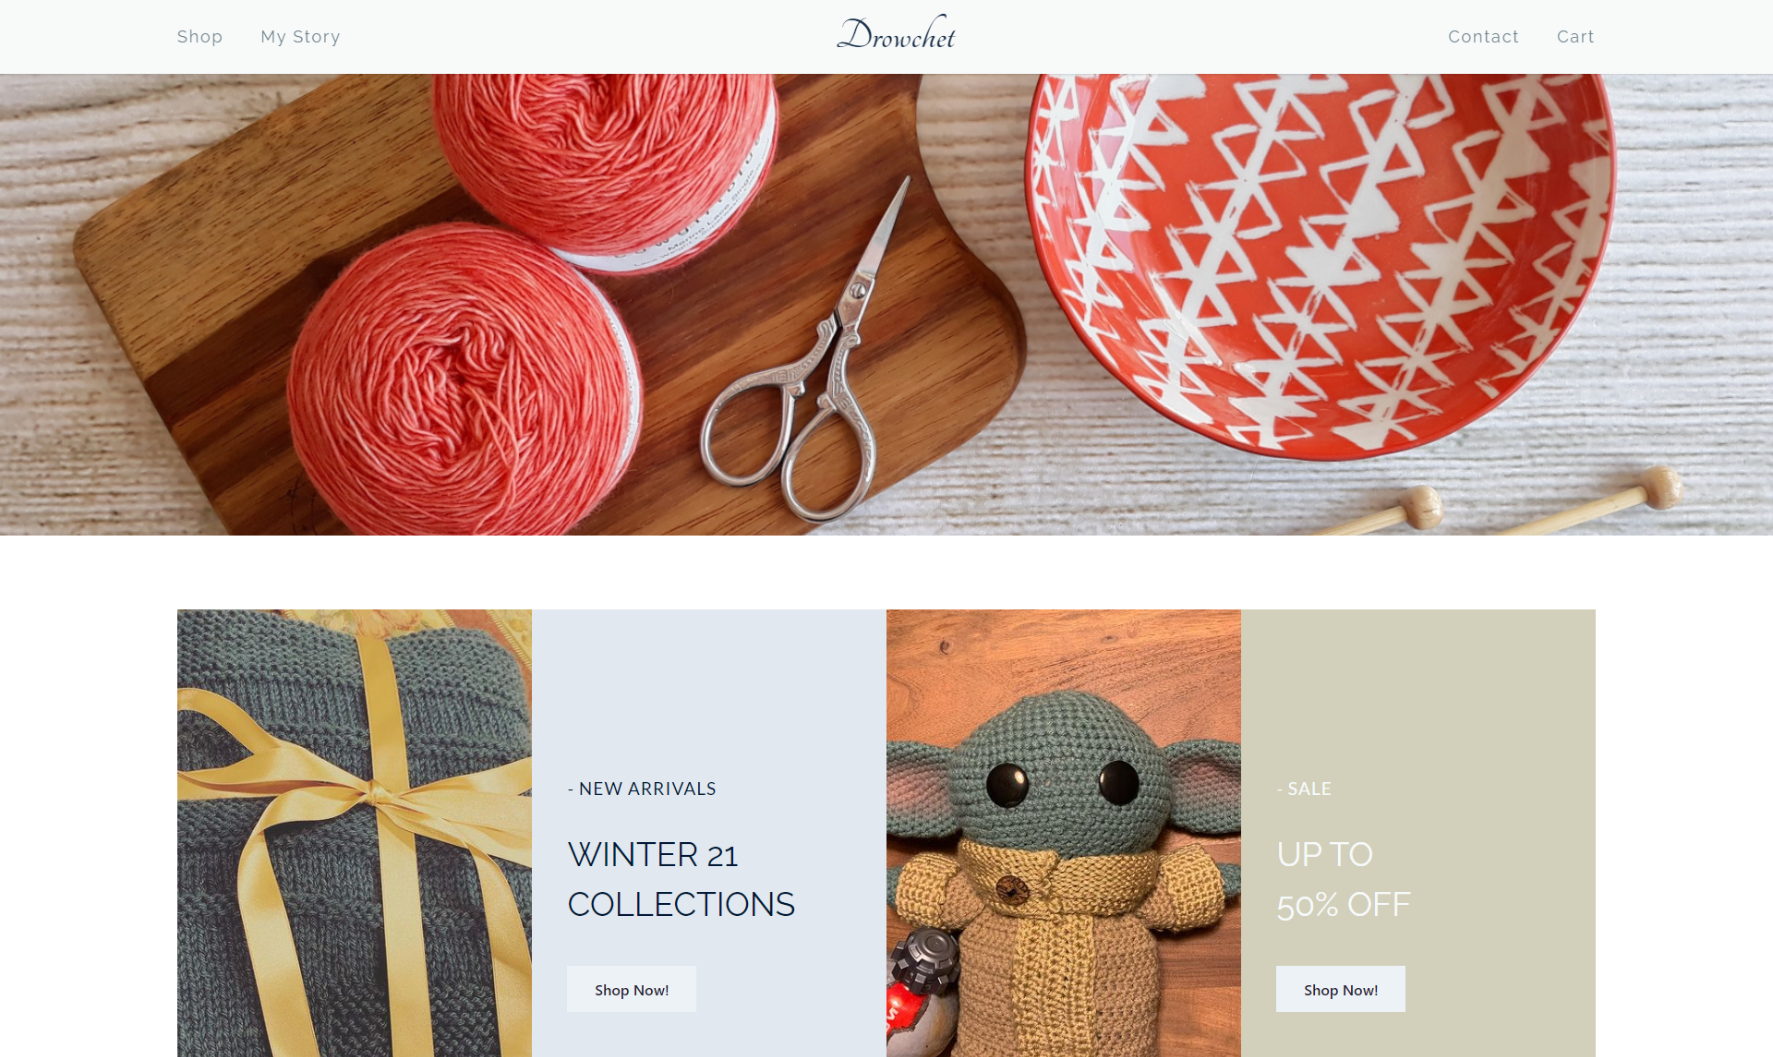 Shop
My Story
Drowchet
Contact
Cart
- NEW ARRIVALS
WINTER 21
COLLECTIONS
Shop Now!
- SALE
UP TO
50% OFF
Shop Now!